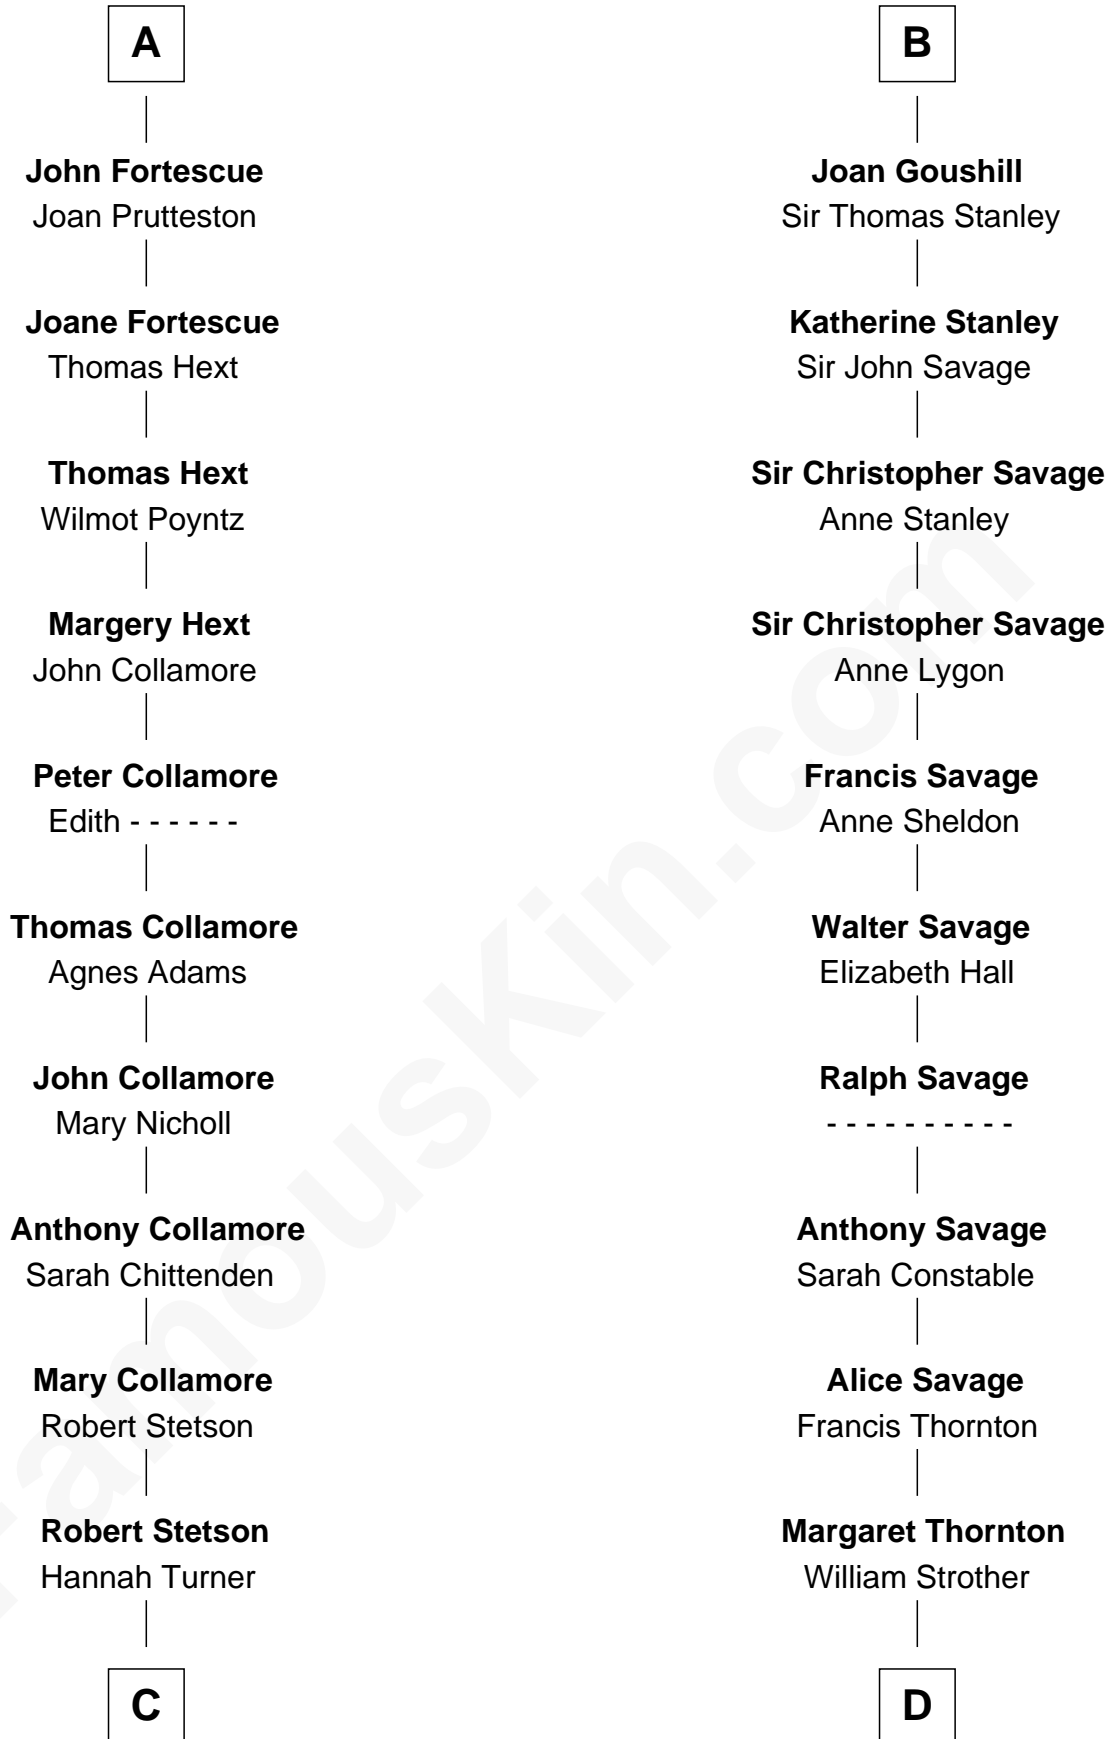 A
John Fortescue
Joan Prutteston
Joane Fortescue
Thomas Hext
Thomas Hext
Wilmot Poyntz
Margery Hext
John Collamore
Peter Collamore
Edith - - - - - -
Thomas Collamore
Agnes Adams
John Collamore
Mary Nicholl
Anthony Collamore
Sarah Chittenden
Mary Collamore
Robert Stetson
Robert Stetson
Hannah Turner
C
B
Joan Goushill
Sir Thomas Stanley
Katherine Stanley
Sir John Savage
Sir Christopher Savage
Anne Stanley
Sir Christopher Savage
Anne Lygon
Francis Savage
Anne Sheldon
Walter Savage
Elizabeth Hall
Ralph Savage
- - - - - - - - - -
Anthony Savage
Sarah Constable
Alice Savage
Francis Thornton
Margaret Thornton
William Strother
D
FamousKin.com